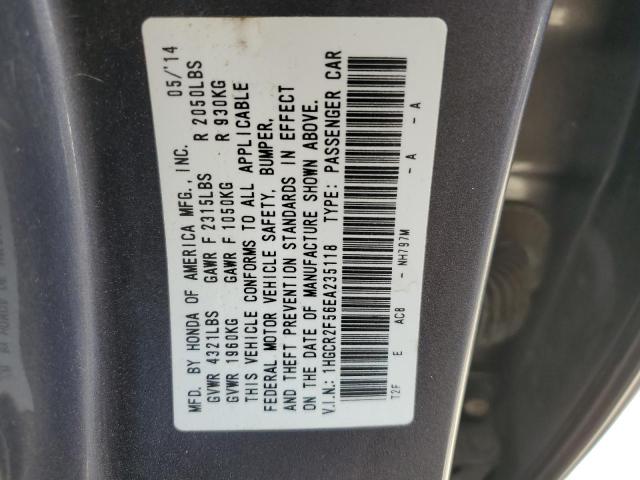 MFD. BY HONDA OF AMERICA MFG., INC. 05/'14
GVWR 4321LBS GAWR F 2315LBS R 2050LBS
GVWR 1960KG GAWR F 1050KG R 930KG
THIS VEHICLE CONFORMS TO ALL APPLICABLE
FEDERAL MOTOR VEHICLE SAFETY, BUMPER,
AND THEFT PREVENTION STANDARDS IN EFFECT
ON THE DATE OF MANUFACTURE SHOWN ABOVE.
V.I.N.: 1HGCR2F56EA235118 TYPE: PASSENGER CAR
T2F E AC8 - NH797M - A - A